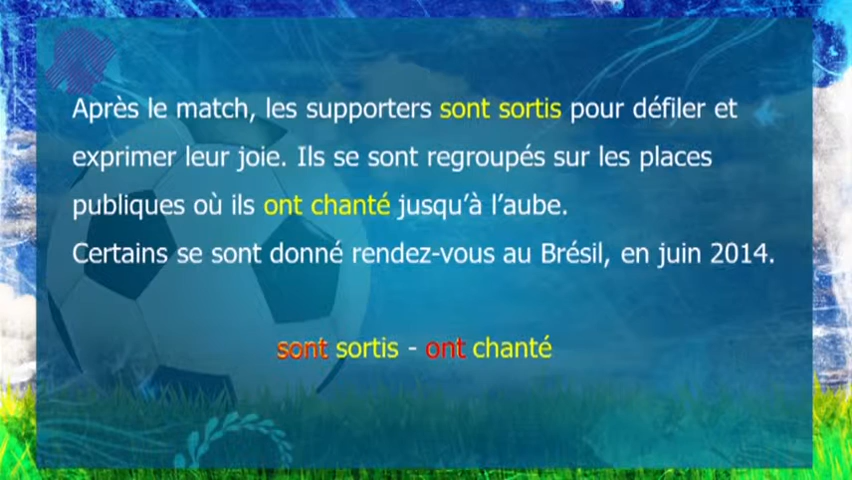 Après le match, les supporters sont sortis pour défiler et
exprimer leur joie. Ils se sont regroupés sur les places
publiques où ils ont chanté jusqu'à l'aube.
Certains se sont donné rendez-vous au Brésil, en juin 2014.
sont sortis - ont chanté